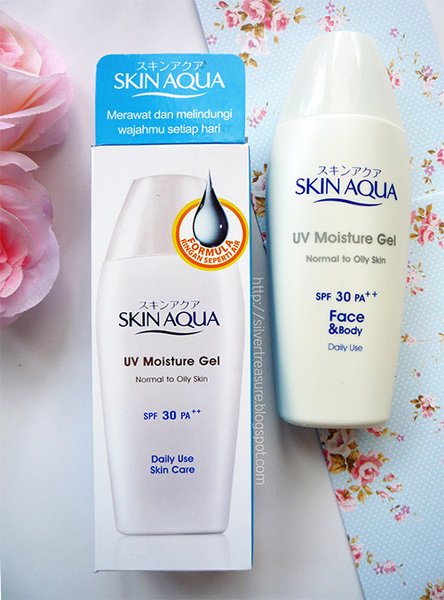 スキンアクア
SKIN AQUA
Merawat dan melindungi
wajahmu setiap hari
FORMULA
RINGAN SEPERTI AIR
スキンアクア
SKIN AQUA
UV Moisture Gel
Normal to Oily Skin
SPF 30 PA++
Daily Use
Skin Care
スキンアクア
SKIN AQUA
UV Moisture Gel
Normal to Oily Skin
SPF 30 PA++
Face
&Body
Daily Use
http://silvertreasure.blogspot.com